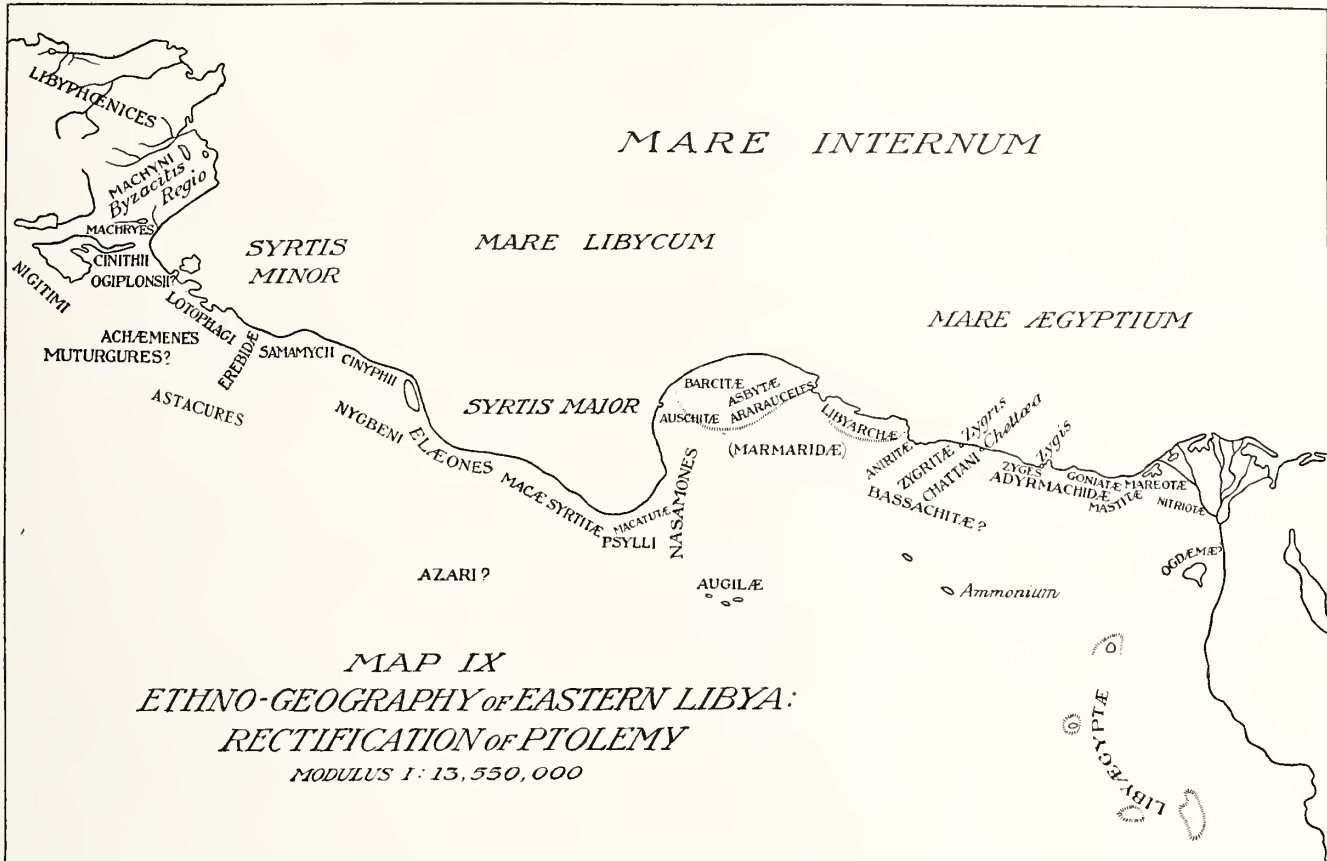 LIBYPHŒNICES
MARE INTERNUM
MACHYNI
Byzacitis
Regio
MACHRYES
SYRTIS
MINOR
MARE LIBYCUM
CINITHII
OGIPLONSII?
NIGITIMI
LOTOPHAGI
MARE ÆGYPTIUM
ACHÆMENES
MUTURGURES?
EREBIDÆ
SAMAMYCII
CINYPHII
ASTACURES
NYGBENI
ELÆONES
SYRTIS MAIOR
BARCITÆ
ASBYTÆ
AUSCHITÆ
ARARAUCELES
LIBYARCHÆ
(MARMARIDÆ)
ANIRITÆ
ZYGRITÆ
Zygris
CHATTANI
Chettœa
BASSACHITÆ?
ZYGES
Zygis
ADYRMACHIDÆ
GONIATÆ
MAREOTÆ
MASTITÆ
NITRIOTÆ
MACÆ SYRTITÆ
MACATUTÆ
PSYLLI
NASAMONES
OGDÆMÆ?
AZARI?
AUGILÆ
Ammonium
LIBYÆGYPTÆ
MAP IX
ETHNO-GEOGRAPHY OF EASTERN LIBYA:
RECTIFICATION OF PTOLEMY
MODULUS I: 13,550,000